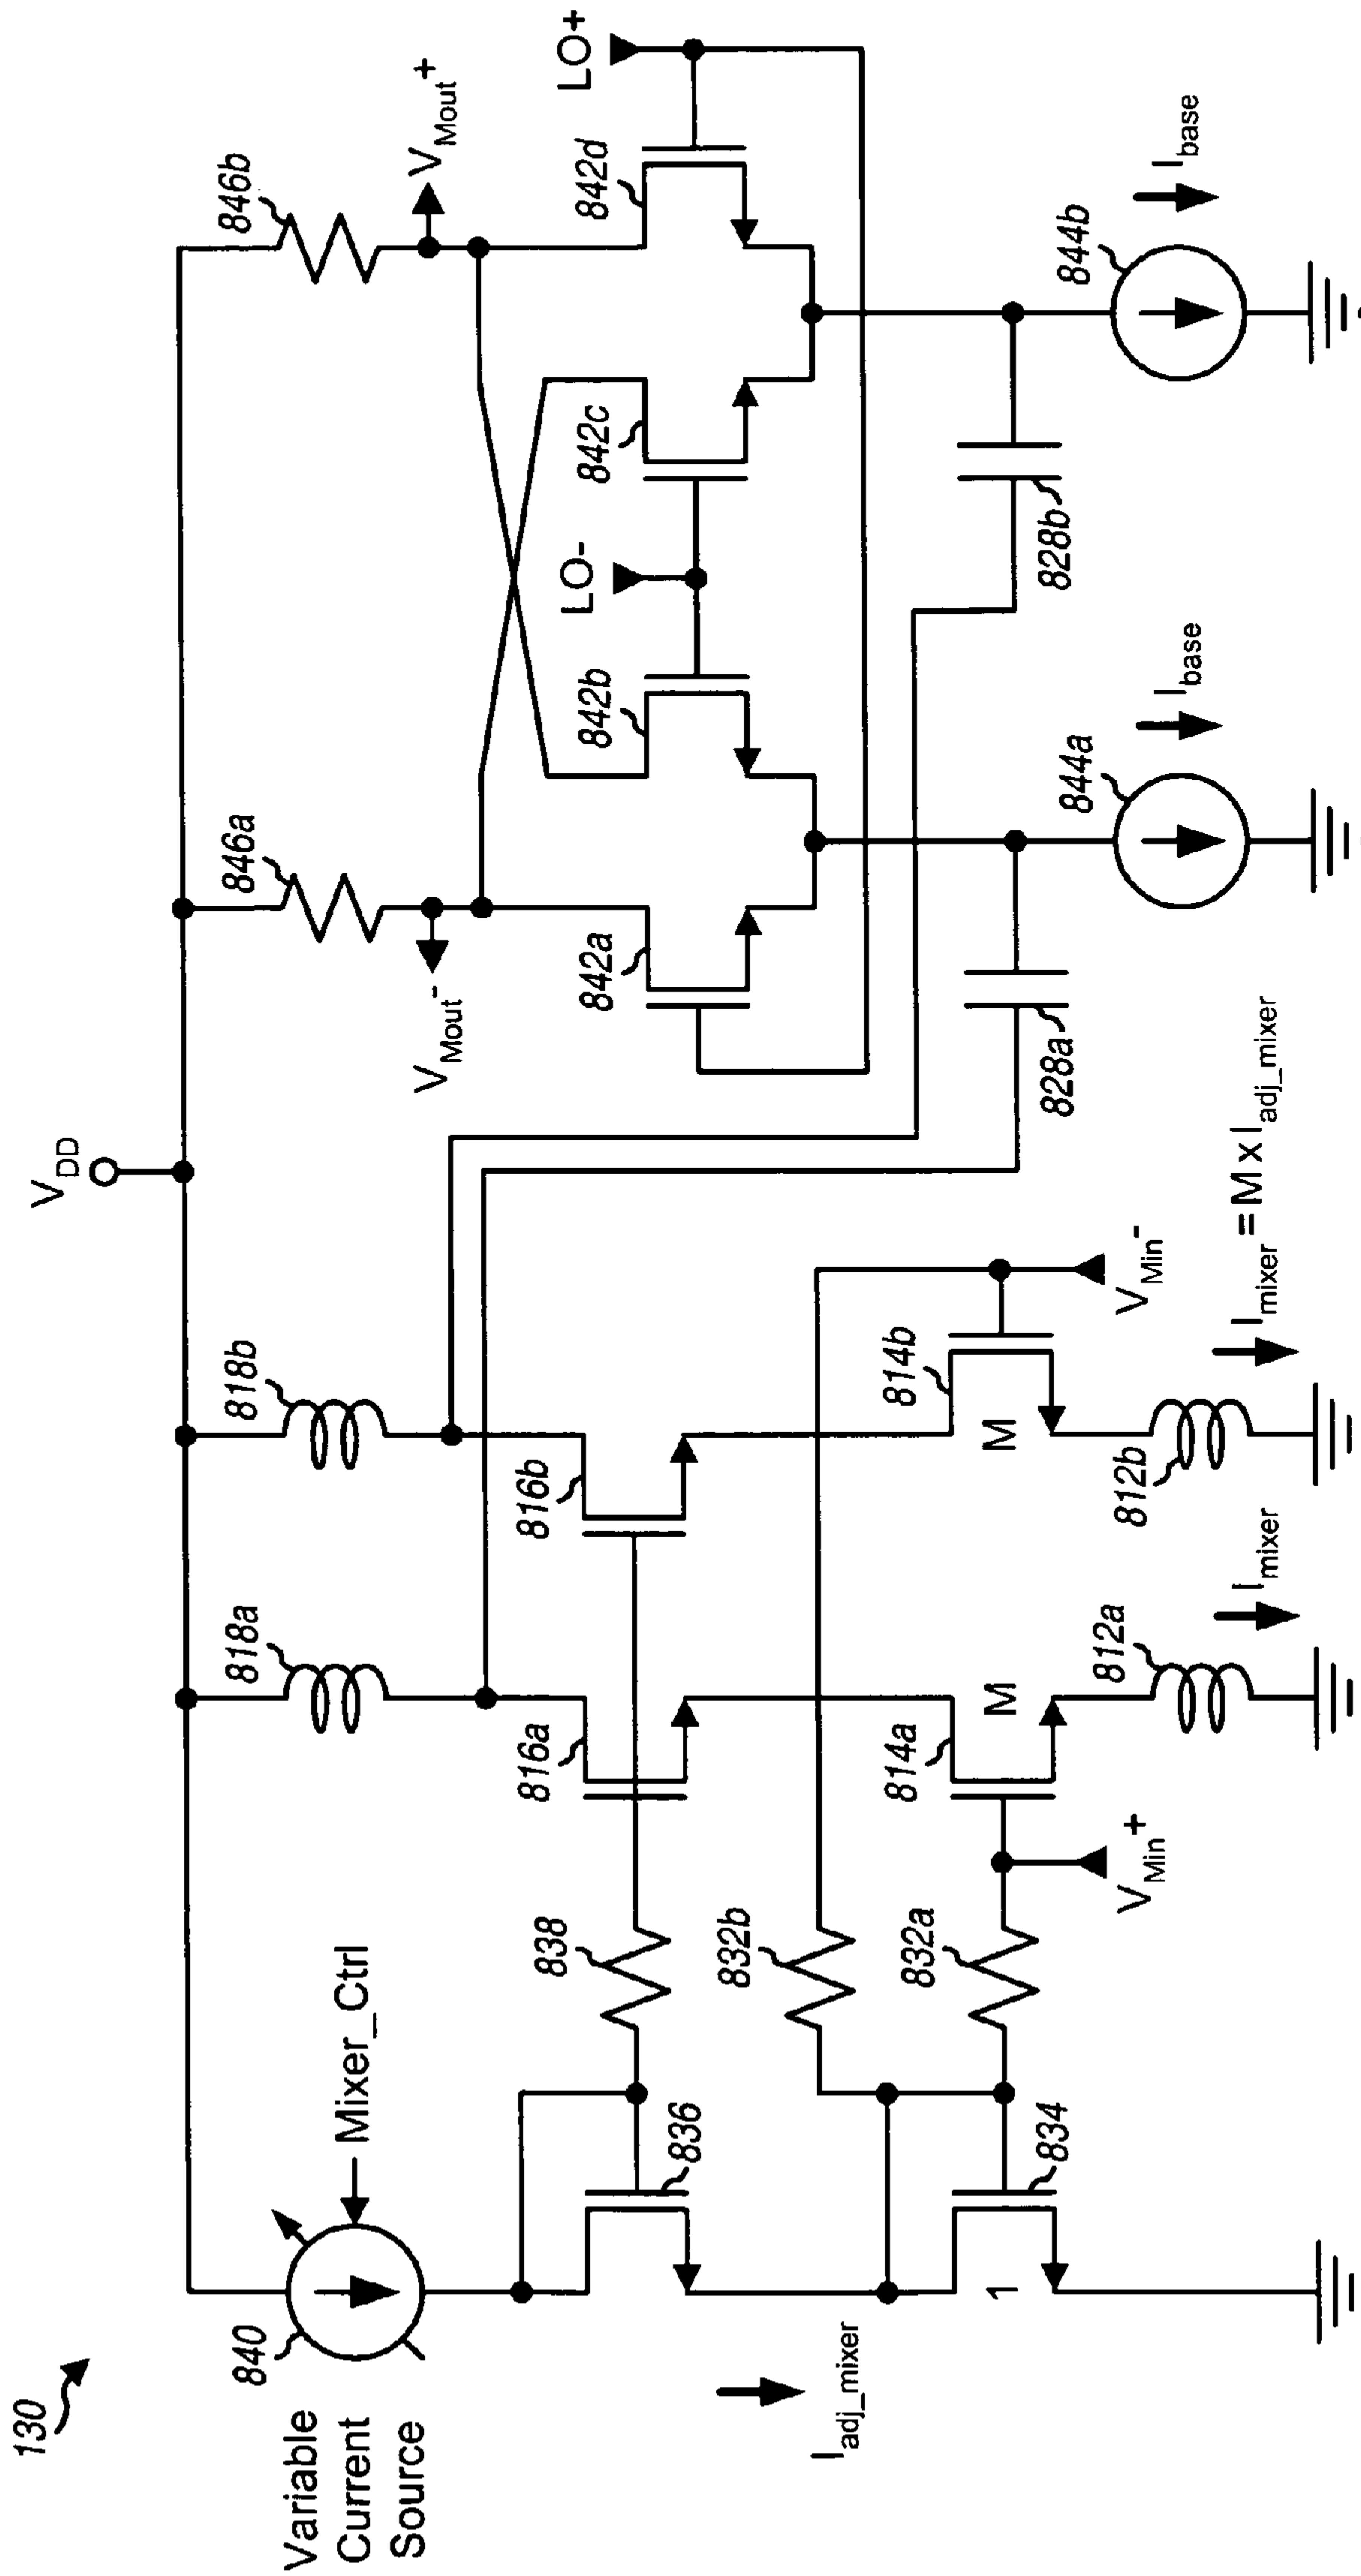 130
V_DD
Variable
Current
Source
840
Mixer_Ctrl
818a
818b
846a
846b
V_Mout-
V_Mout+
LO+
LO-
836
838
816a
816b
842a
842b
842c
842d
I_adj_mixer
832b
832a
834
1
814a
M
814b
M
V_Min+
V_Min-
828a
828b
812a
812b
844a
844b
I_mixer
I_mixer = M x I_adj_mixer
I_base
I_base